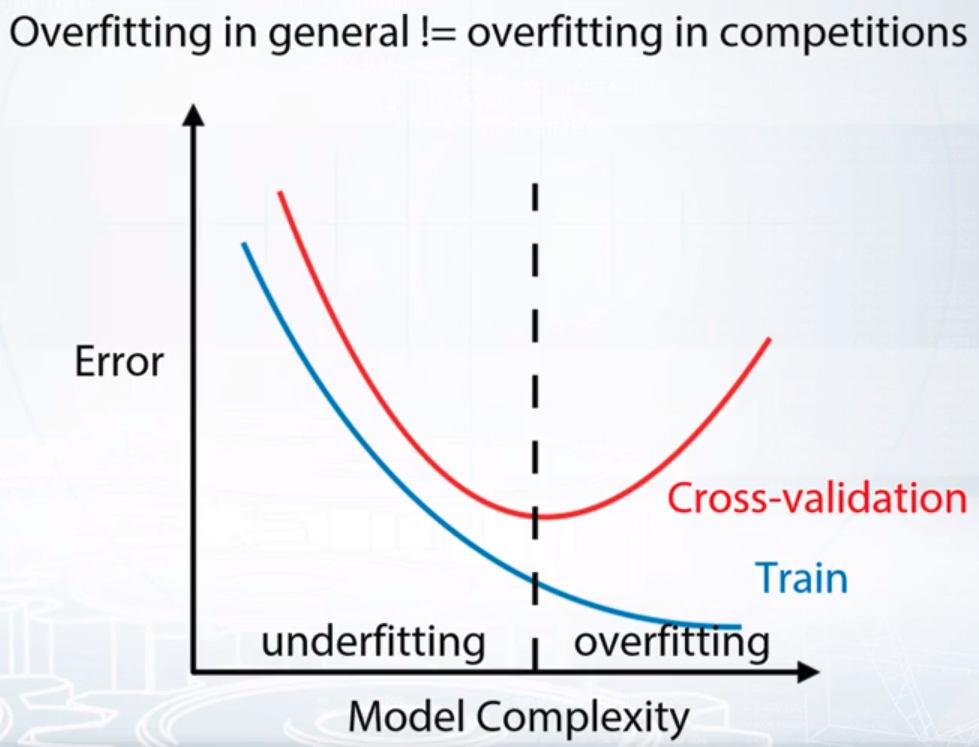 Overfitting in general != overfitting in competitions
Error
Cross-validation
Train
underfitting
overfitting
Model Complexity